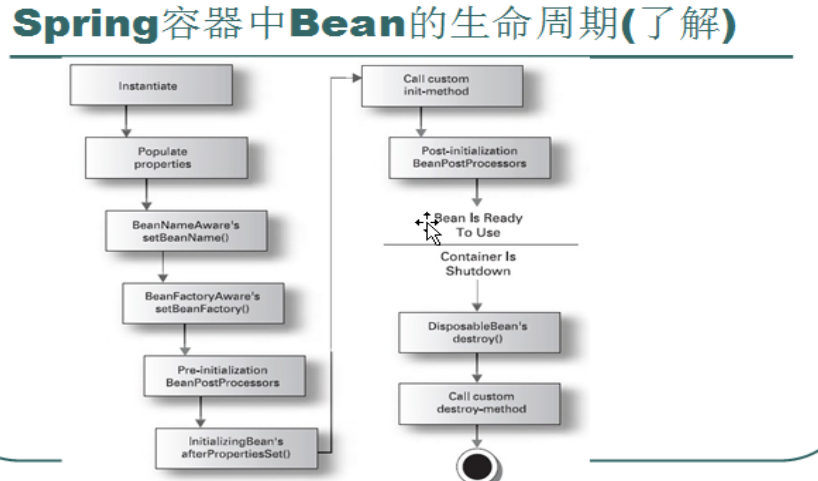 Spring容器中Bean的生命周期(了解)
Instantiate
Populate
properties
BeanNameAware's
setBeanName()
BeanFactoryAware's
setBeanFactory()
Pre-initialization
BeanPostProcessors
InitializingBean's
afterPropertiesSet()
Call custom
init-method
Post-initialization
BeanPostProcessors
Bean Is Ready
To Use
Container Is
Shutdown
DisposableBean's
destroy()
Call custom
destroy-method